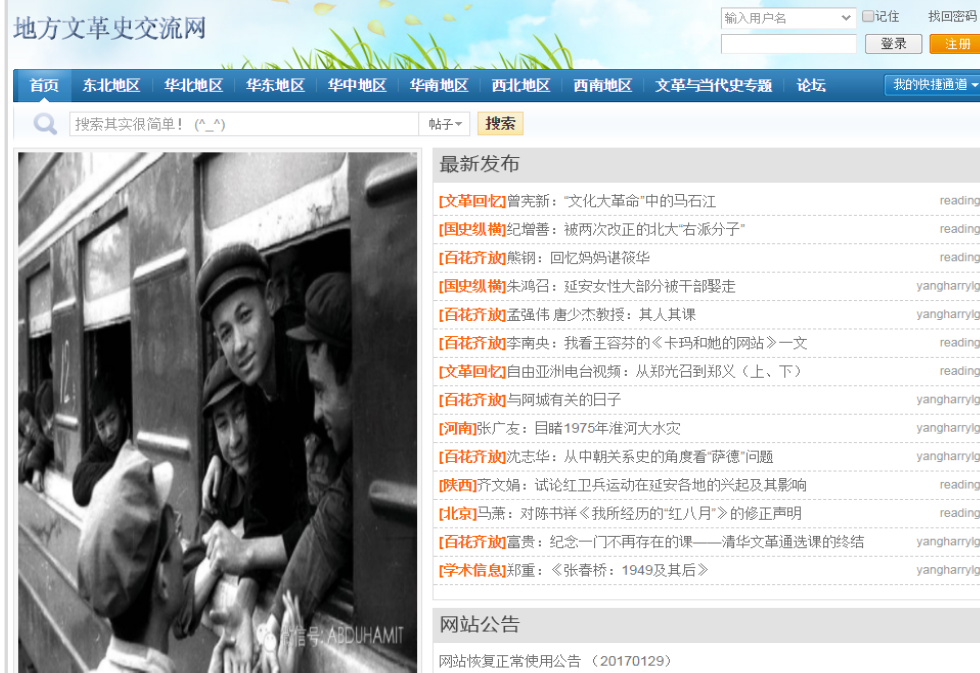 地方文革史交流网
输入用户名
记住
找回密码
登录
注册
首页 东北地区 华北地区 华东地区 华中地区 华南地区 西北地区 西南地区 文革与当代史专题 论坛
我的快捷通道
搜索其实很简单! (^_^)
帖子
搜索
最新发布
[文革回忆]曾宪新：“文化大革命”中的马石江 reading
[国史纵横]纪增善：被两次改正的北大“右派分子” reading
[百花齐放]熊钢：回忆妈妈谌筱华 reading
[国史纵横]朱鸿召：延安女性大部分被干部娶走 yangharrylg
[百花齐放]孟强伟 唐少杰教授：其人其课 yangharrylg
[百花齐放]李南央：我看王容芬的《卡玛和她的网站》一文 reading
[文革回忆]自由亚洲电台视频：从郑光召到郑义（上、下） reading
[百花齐放]与阿城有关的日子 yangharrylg
[河南]张广友：目睹1975年淮河大水灾 yangharrylg
[百花齐放]沈志华：从中朝关系史的角度看“萨德”问题 yangharrylg
[陕西]齐文娟：试论红卫兵运动在延安各地的兴起及其影响 reading
[北京]马萧：对陈书祥《我所经历的“红八月”》的修正声明 reading
[百花齐放]富贵：纪念一门不再存在的课——清华文革通选课的终结 yangharrylg
[学术信息]郑重：《张春桥：1949及其后》 yangharrylg
微信号: ABDUHAMIT
网站公告
网站恢复正常使用公告 （20170129）